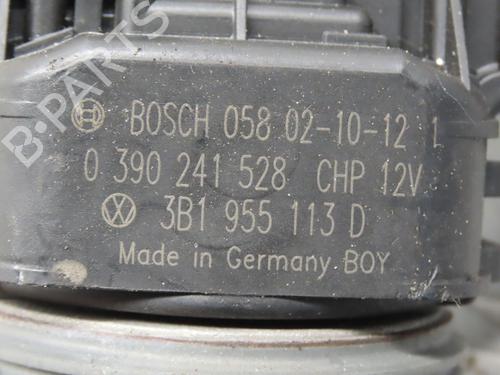 B-PARTS
BOSCH 058 02-10-12 1
0 390 241 528 CHP 12V
3B1 955 113 D
Made in Germany BOY